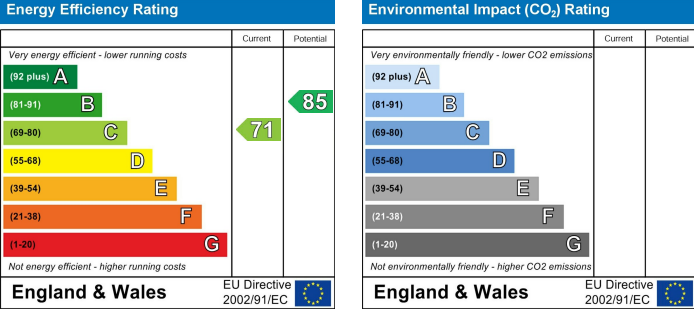 Energy Efficiency Rating
Current Potential
Very energy efficient - lower running costs
(92 plus) A
(81-91) B
85
(69-80) C
71
(55-68) D
(39-54) E
(21-38) F
(1-20) G
Not energy efficient - higher running costs
England & Wales
EU Directive
2002/91/EC
Environmental Impact (CO₂) Rating
Current Potential
Very environmentally friendly - lower CO2 emissions
(92 plus) A
(81-91) B
(69-80) C
(55-68) D
(39-54) E
(21-38) F
(1-20) G
Not environmentally friendly - higher CO2 emissions
England & Wales
EU Directive
2002/91/EC